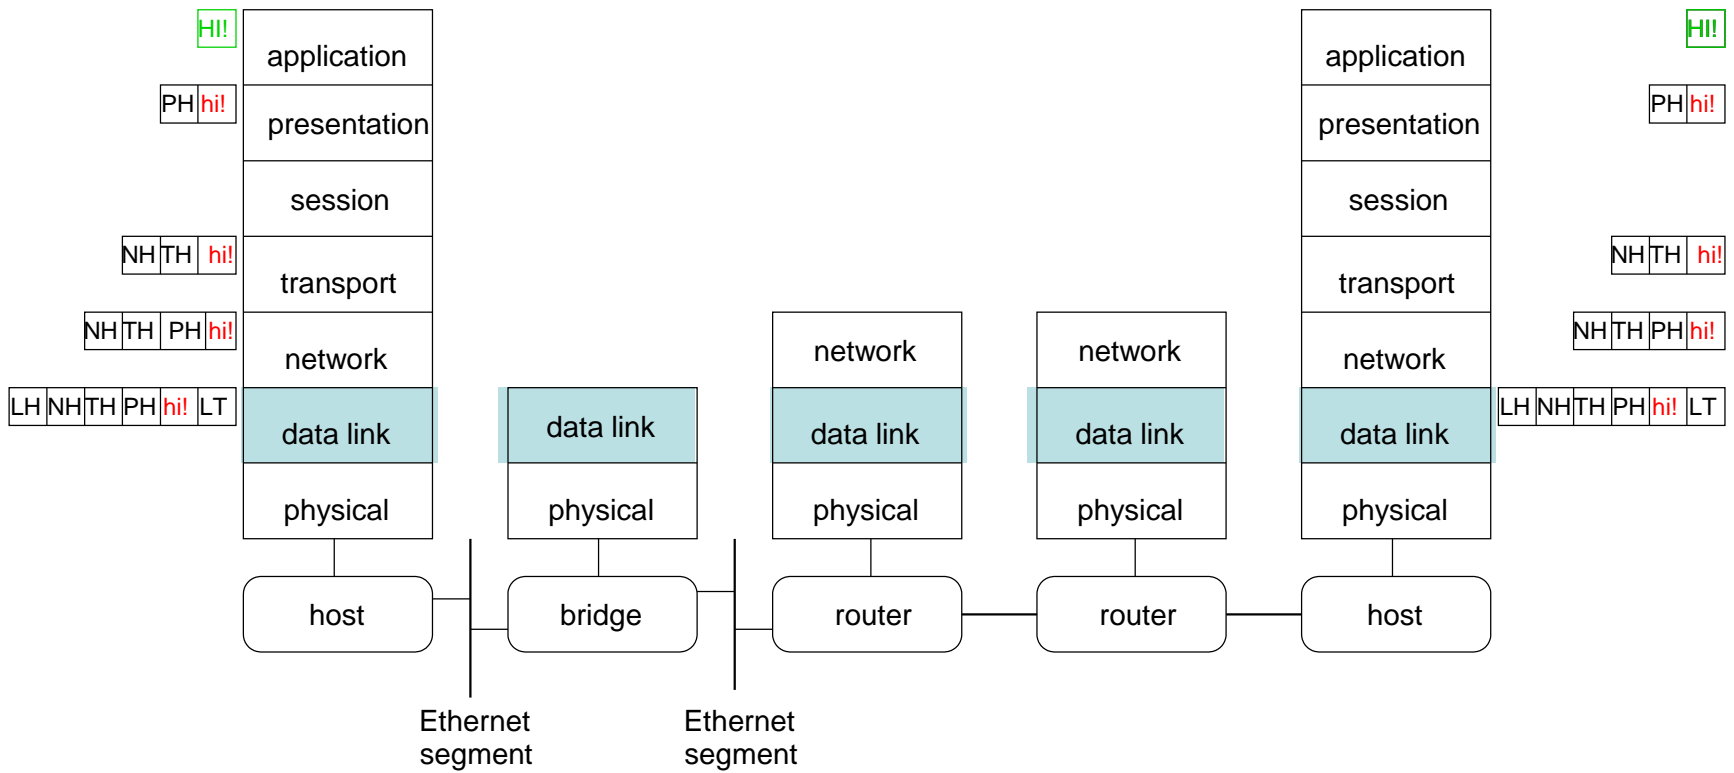 HI!
application
application
HI!
PH hi!
presentation
presentation
PH hi!
session
session
NH TH hi!
transport
transport
NH TH hi!
NH TH PH hi!
network
network
network
network
NH TH PH hi!
LH NH TH PH hi! LT
data link
data link
data link
data link
data link
LH NH TH PH hi! LT
physical
physical
physical
physical
physical
host
bridge
router
router
host
Ethernet
segment
Ethernet
segment